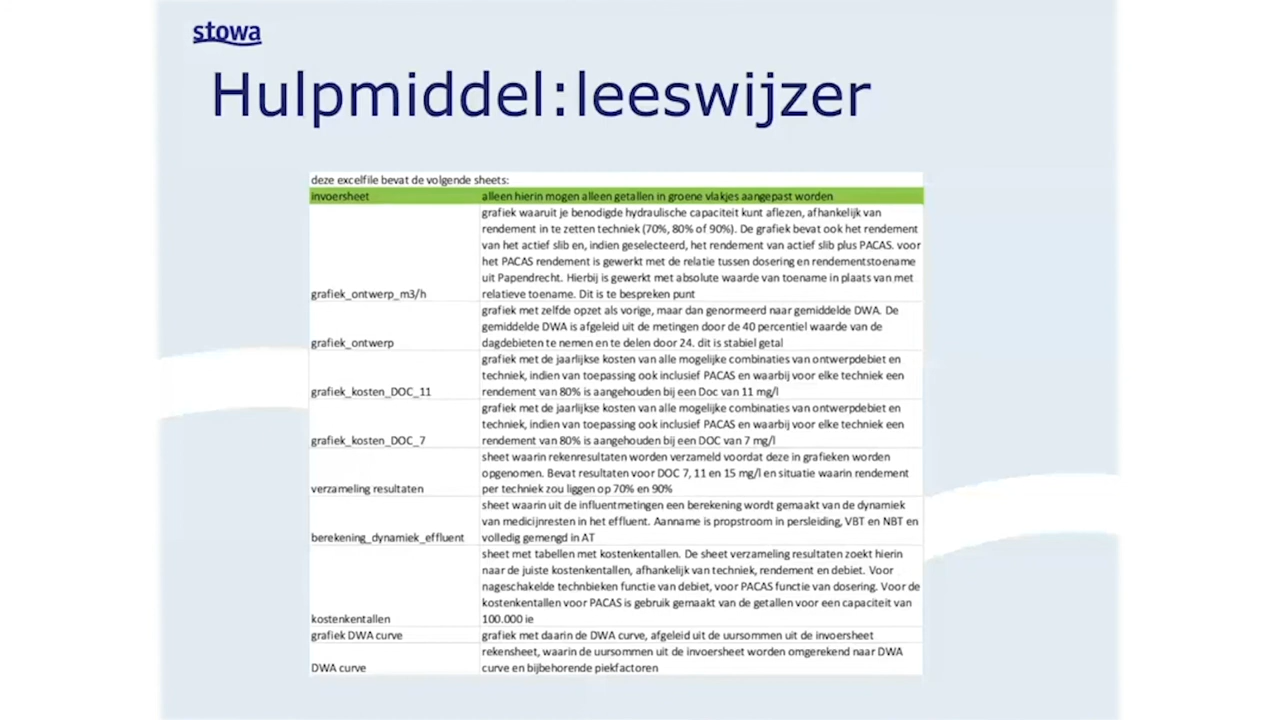 stowa
Hulpmiddel:leeswijzer
deze excelfile bevat de volgende sheets:
invoersheet alleen hierin mogen alleen getallen in groene vlakjes aangepast worden
grafiek waaruit je benodigde hydraulische capaciteit kunt aflezen, afhankelijk van
rendement in te zetten techniek (70%, 80% of 90%). De grafiek bevat ook het rendement
van het actief slib en, indien geselecteerd, het rendement van actief slib plus PACAS. voor
het PACAS rendement is gewerkt met de relatie tussen dosering en rendementstoename
uit Papendrecht. Hierbij is gewerkt met absolute waarde van toename in plaats van met
grafiek_ontwerp_m3/h relatieve toename. Dit is te bespreken punt
grafiek met zelfde opzet als vorige, maar dan genormeerd naar gemiddelde DWA. De
gemiddelde DWA is afgeleid uit de metingen door de 40 percentiel waarde van de
grafiek_ontwerp dagdebieten te nemen en te delen door 24. dit is stabiel getal
grafiek met de jaarlijkse kosten van alle mogelijke combinaties van ontwerpdebiet en
techniek, indien van toepassing ook inclusief PACAS en waarbij voor elke techniek een
grafiek_kosten_DOC_11 rendement van 80% is aangehouden bij een Doc van 11 mg/l
grafiek met de jaarlijkse kosten van alle mogelijke combinaties van ontwerpdebiet en
techniek, indien van toepassing ook inclusief PACAS en waarbij voor elke techniek een
grafiek_kosten_DOC_7 rendement van 80% is aangehouden bij een DOC van 7 mg/l
sheet waarin rekenresultaten worden verzameld voordat deze in grafieken worden
opgenomen. Bevat resultaten voor DOC 7, 11 en 15 mg/l en situatie waarin rendement
verzameling resultaten per techniek zou liggen op 70% en 90%
sheet waarin uit de influentmetingen een berekening wordt gemaakt van de dynamiek
van medicijnresten in het effluent. Aanname is propstroom in persleiding, VBT en NBT en
berekening_dynamiek_effluent volledig gemengd in AT
sheet met tabellen met kostenkentallen. De sheet verzameling resultaten zoekt hierin
naar de juiste kostenkentallen, afhankelijk van techniek, rendement en debiet. Voor
nageschakelde technbieken functie van debiet, voor PACAS functie van dosering. Voor de
kostenkentallen voor PACAS is gebruik gemaakt van de getallen voor een capaciteit van
kostenkentallen 100.000 ie
grafiek DWA curve grafiek met daarin de DWA curve, afgeleid uit de uursommen uit de invoersheet
rekensheet, waarin de uursommen uit de invoersheet worden omgerekend naar DWA
DWA curve curve en bijbehorende piekfactoren